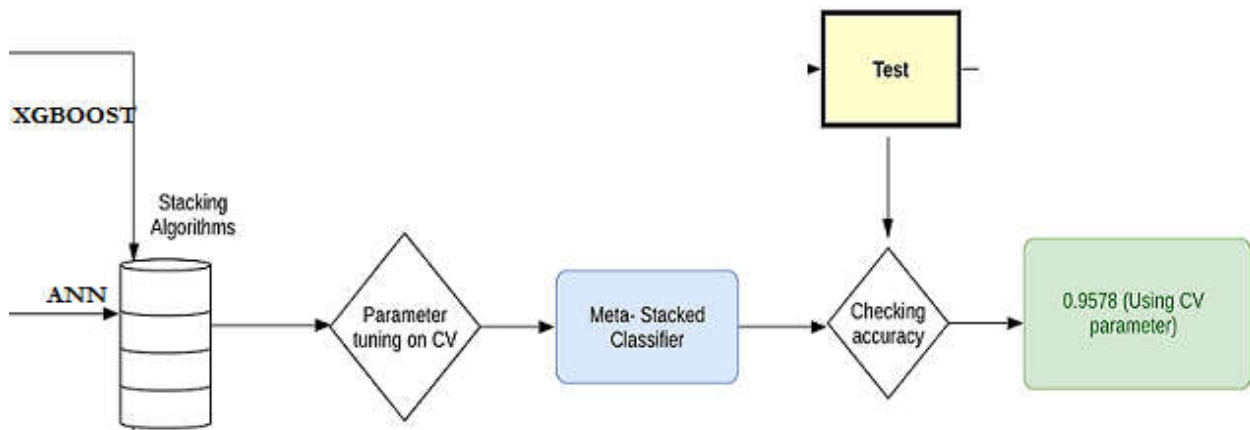 Test
XGBOOST
Stacking
Algorithms
ANN
Parameter
tuning on CV
Meta- Stacked
Classifier
Checking
accuracy
0.9578 (Using CV
parameter)